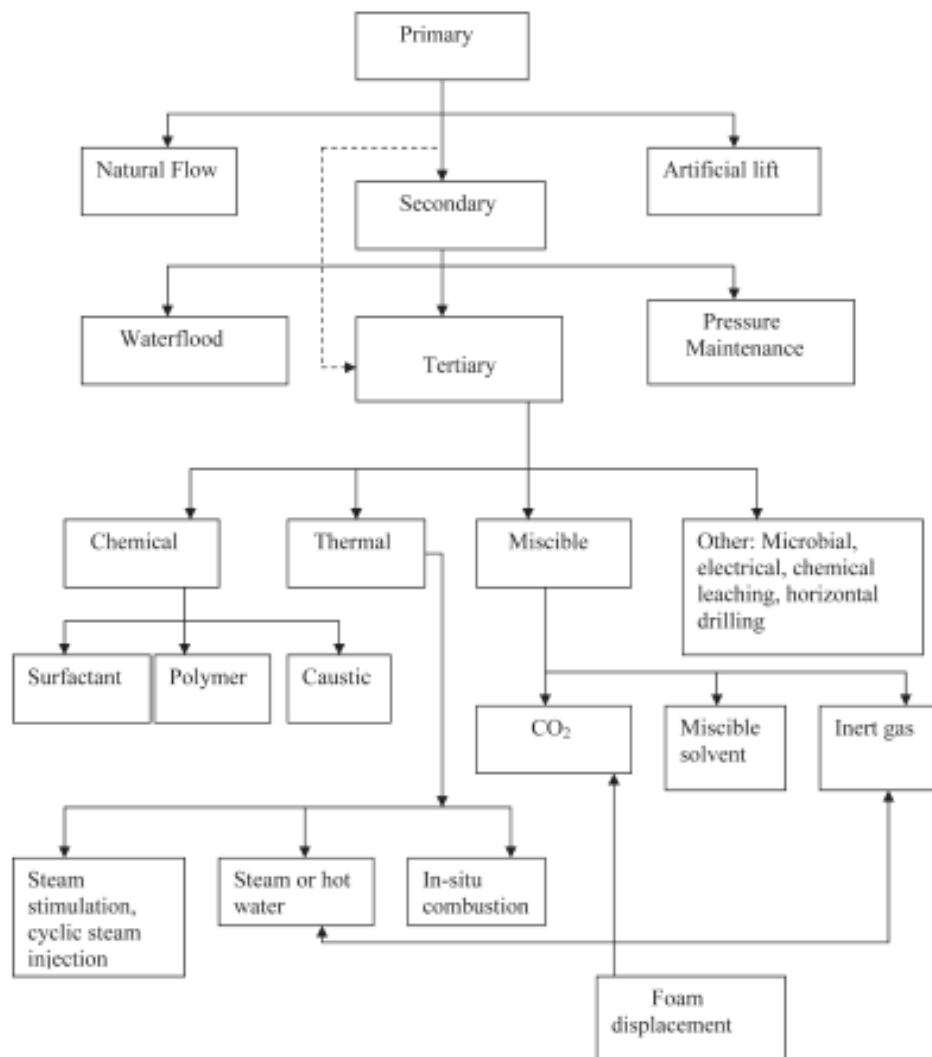 Primary
Natural Flow
Artificial lift
Secondary
Waterflood
Pressure
Maintenance
Tertiary
Chemical
Thermal
Miscible
Other: Microbial,
electrical, chemical
leaching, horizontal
drilling
Surfactant
Polymer
Caustic
CO₂
Miscible
solvent
Inert gas
Steam
stimulation,
cyclic steam
injection
Steam or hot
water
In-situ
combustion
Foam
displacement